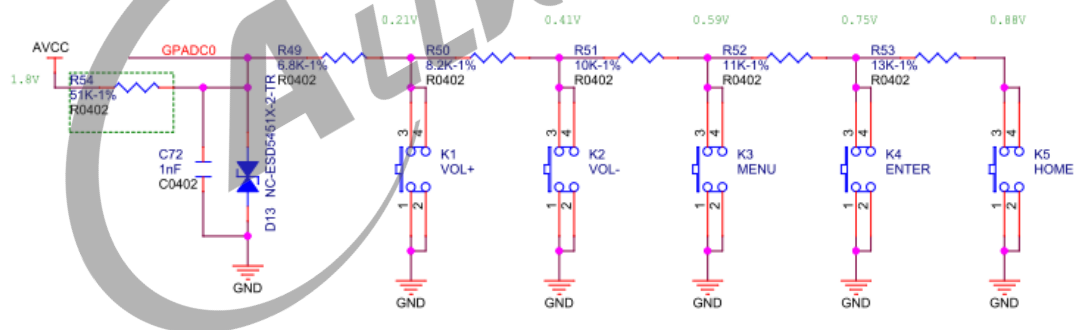 0.21V
0.41V
0.59V
0.75V
0.88V
AVCC
GPADC0
1.8V
R54
51K-1%
R0402
R49
6.8K-1%
R0402
R50
8.2K-1%
R0402
R51
10K-1%
R0402
R52
11K-1%
R0402
R53
13K-1%
R0402
C72
1nF
C0402
D13 NC-ESD5451X-2-TR
3 4
K1
VOL+
1 2
3 4
K2
VOL-
1 2
3 4
K3
MENU
1 2
3 4
K4
ENTER
1 2
3 4
K5
HOME
1 2
GND
GND
GND
GND
GND
GND